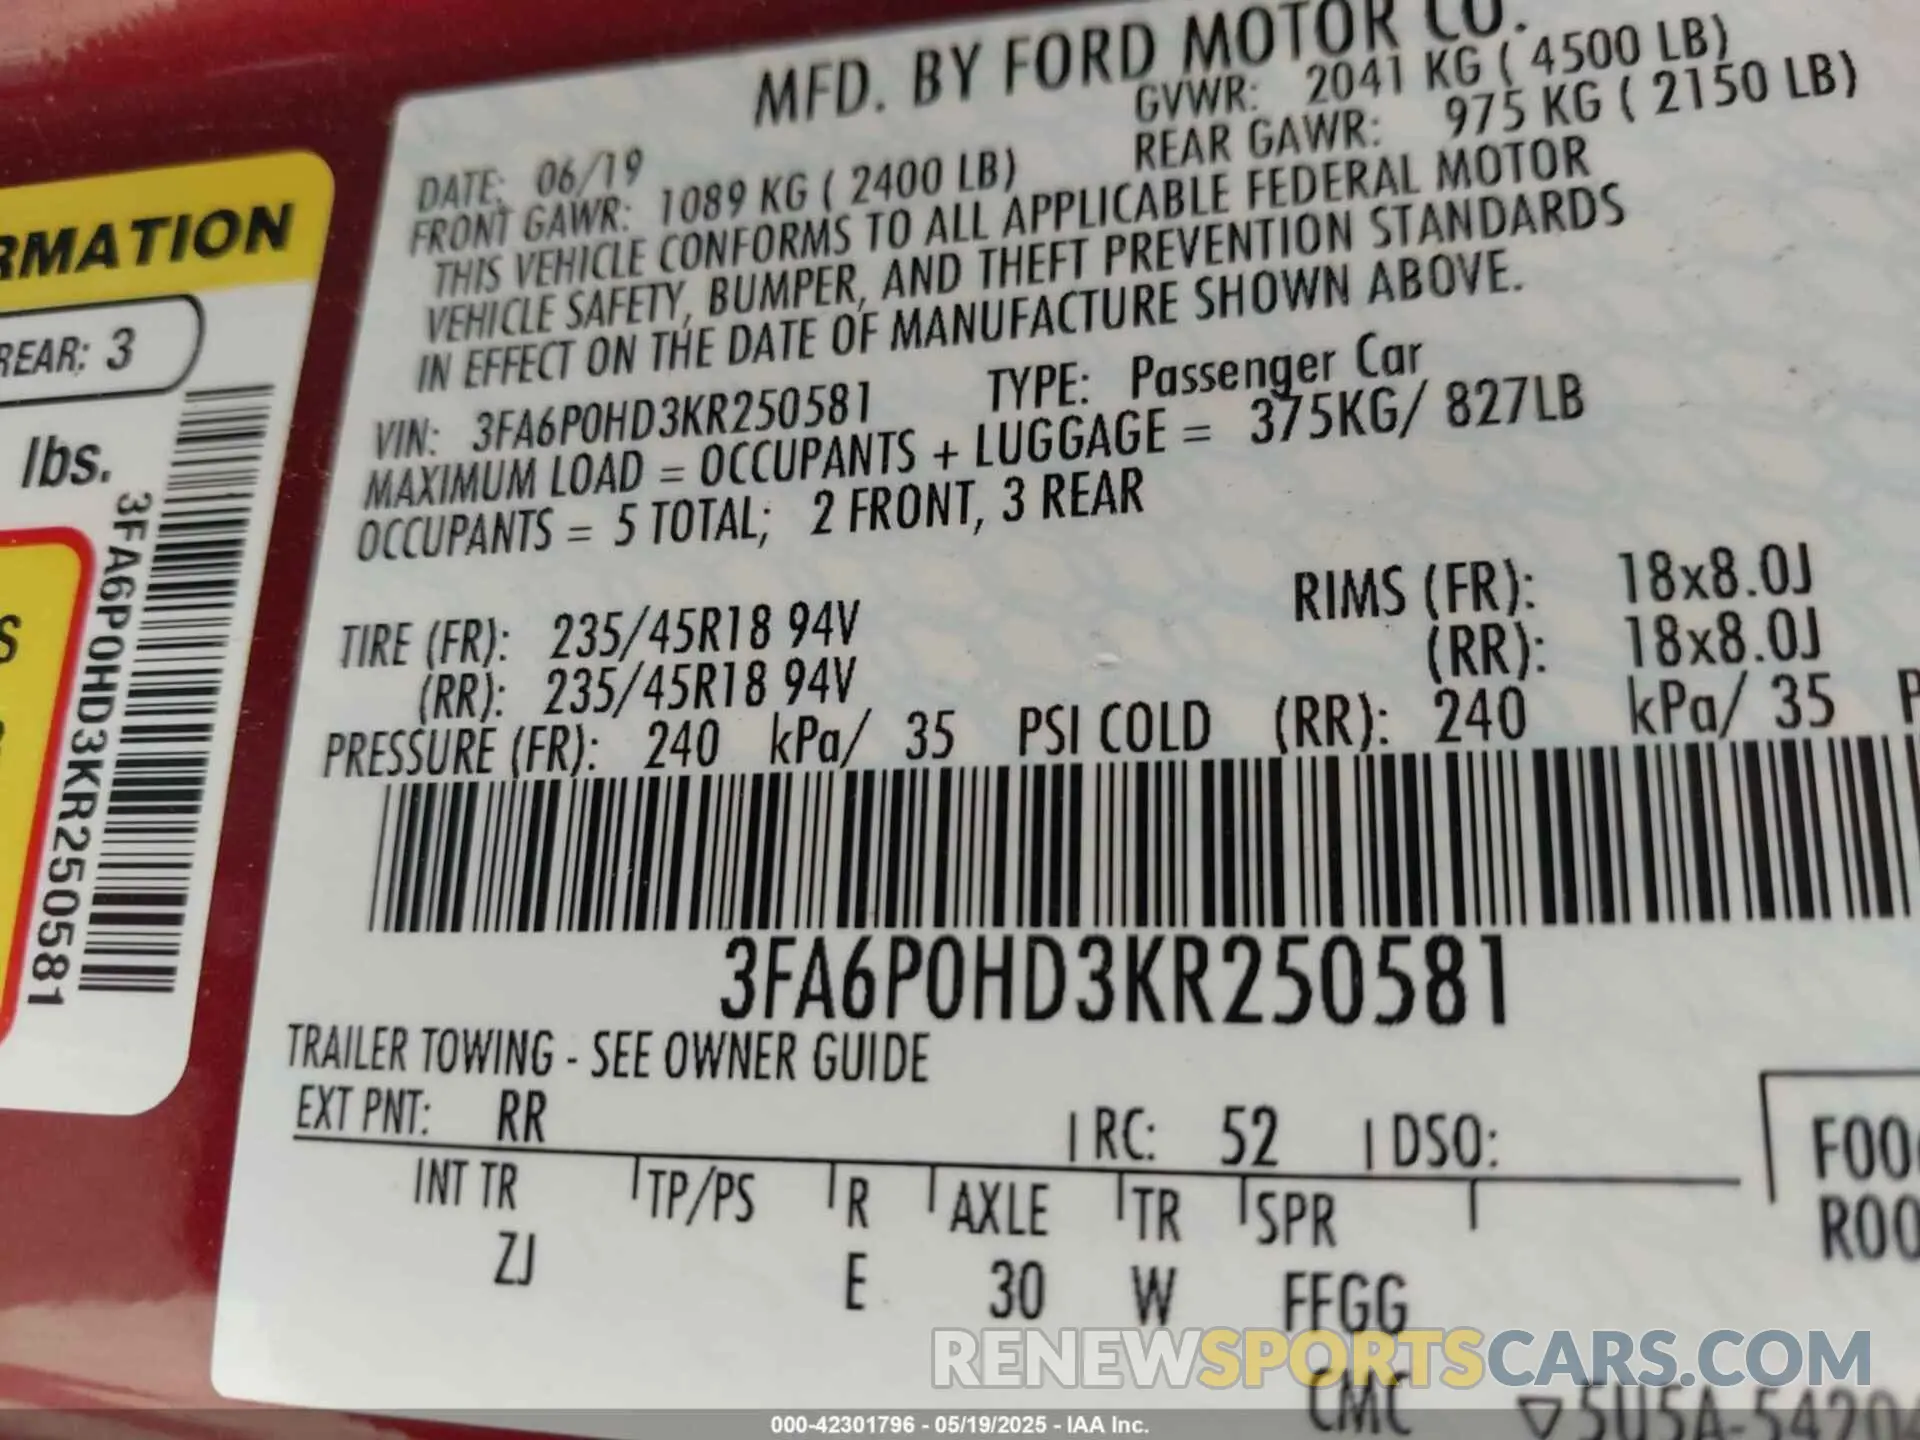 MFD. BY FORD MOTOR CO.
DATE: 06/19 GVWR: 2041 KG ( 4500 LB)
FRONT GAWR: 1089 KG ( 2400 LB) REAR GAWR: 975 KG ( 2150 LB)
THIS VEHICLE CONFORMS TO ALL APPLICABLE FEDERAL MOTOR
VEHICLE SAFETY, BUMPER, AND THEFT PREVENTION STANDARDS
IN EFFECT ON THE DATE OF MANUFACTURE SHOWN ABOVE.
VIN: 3FA6P0HD3KR250581 TYPE: Passenger Car
MAXIMUM LOAD = OCCUPANTS + LUGGAGE = 375KG/ 827LB
OCCUPANTS = 5 TOTAL; 2 FRONT, 3 REAR
TIRE (FR): 235/45R18 94V RIMS (FR): 18x8.0J
(RR): 235/45R18 94V (RR): 18x8.0J
PRESSURE (FR): 240 kPa/ 35 PSI COLD (RR): 240 kPa/ 35 P
3FA6P0HD3KR250581
TRAILER TOWING - SEE OWNER GUIDE
EXT PNT: RR RC: 52 DSO:
INT TR TP/PS R AXLE TR SPR
ZJ E 30 W FFGG
F00
R00
CMC ▽5U5A-54204
RMATION
REAR: 3
lbs.
3FA6P0HD3KR250581
S
RENEWSPORTSCARS.COM
000-42301796 - 05/19/2025 - IAA Inc.